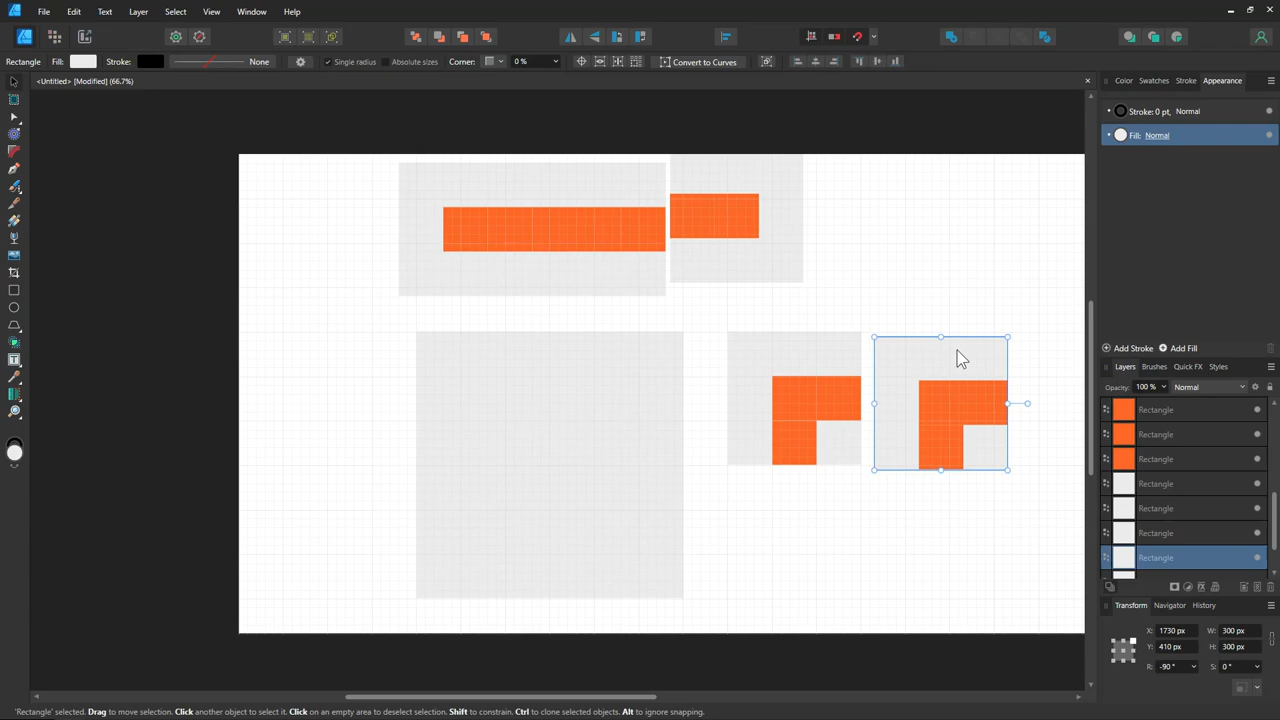 File Edit Text Layer Select View Window Help
Rectangle Fill: Stroke: None Single radius Absolute sizes Corner: 0 % Convert to Curves
<Untitled> [Modified] (66.7%)
Color Swatches Stroke Appearance
Stroke: 0 pt, Normal
Fill: Normal
Add Stroke Add Fill
Layers Brushes Quick FX Styles
Opacity: 100 % Normal
Rectangle
Rectangle
Rectangle
Rectangle
Rectangle
Rectangle
Rectangle
Transform Navigator History
X: 1730 px W: 300 px
Y: 410 px H: 300 px
R: -90 ° S: 0 °
'Rectangle' selected. Drag to move selection. Click another object to select it. Click on an empty area to deselect selection. Shift to constrain. Ctrl to clone selected objects. Alt to ignore snapping.